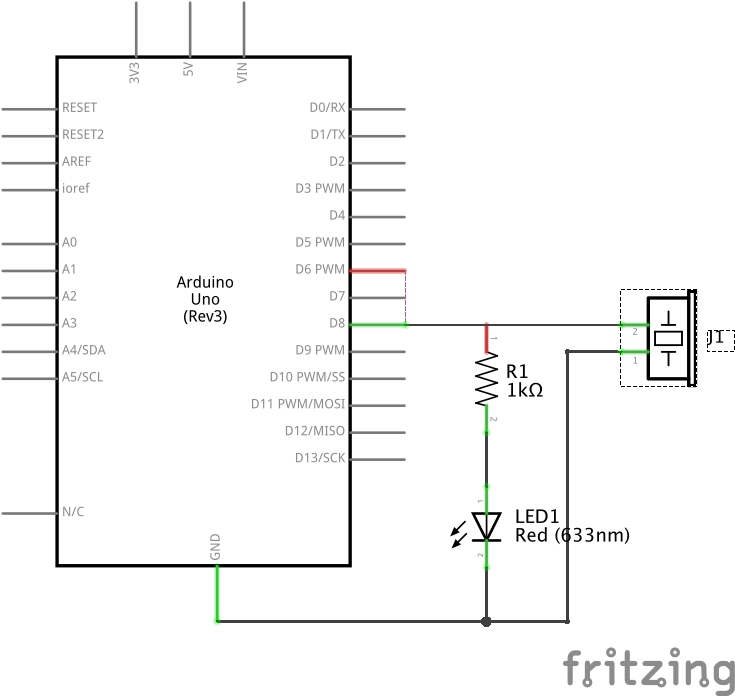 3V3
5V
VIN
RESET
RESET2
AREF
ioref
A0
A1
A2
A3
A4/SDA
A5/SCL
N/C
Arduino
Uno
(Rev3)
D0/RX
D1/TX
D2
D3 PWM
D4
D5 PWM
D6 PWM
D7
D8
D9 PWM
D10 PWM/SS
D11 PWM/MOSI
D12/MISO
D13/SCK
GND
1
R1
1kΩ
2
1
LED1
Red (633nm)
2
2
1
J1
fritzing